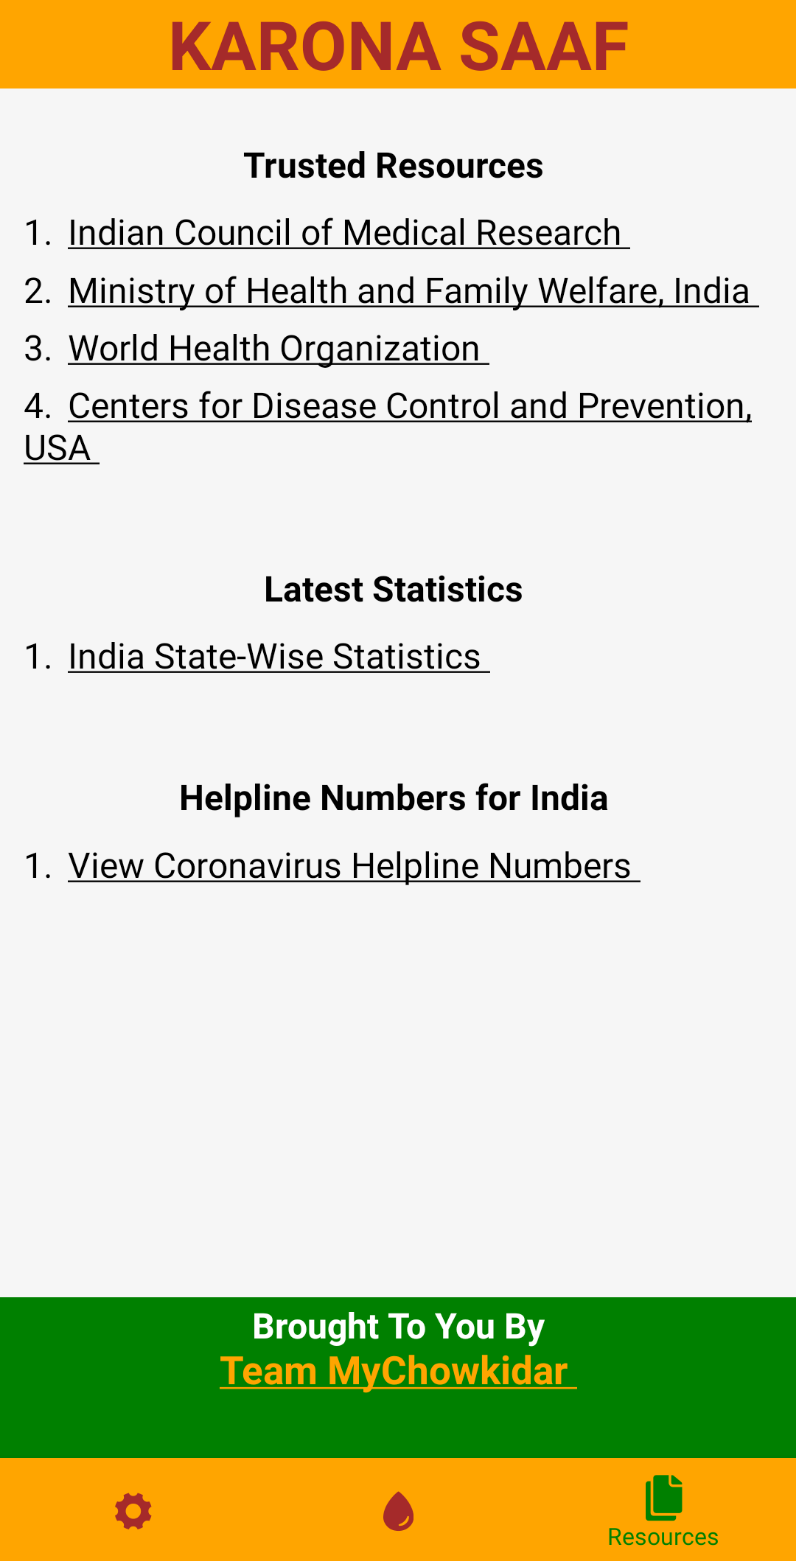 KARONA SAAF
Trusted Resources
1. Indian Council of Medical Research
2. Ministry of Health and Family Welfare, India
3. World Health Organization
4. Centers for Disease Control and Prevention,
USA
Latest Statistics
1. India State-Wise Statistics
Helpline Numbers for India
1. View Coronavirus Helpline Numbers
Brought To You By
Team MyChowkidar
Resources